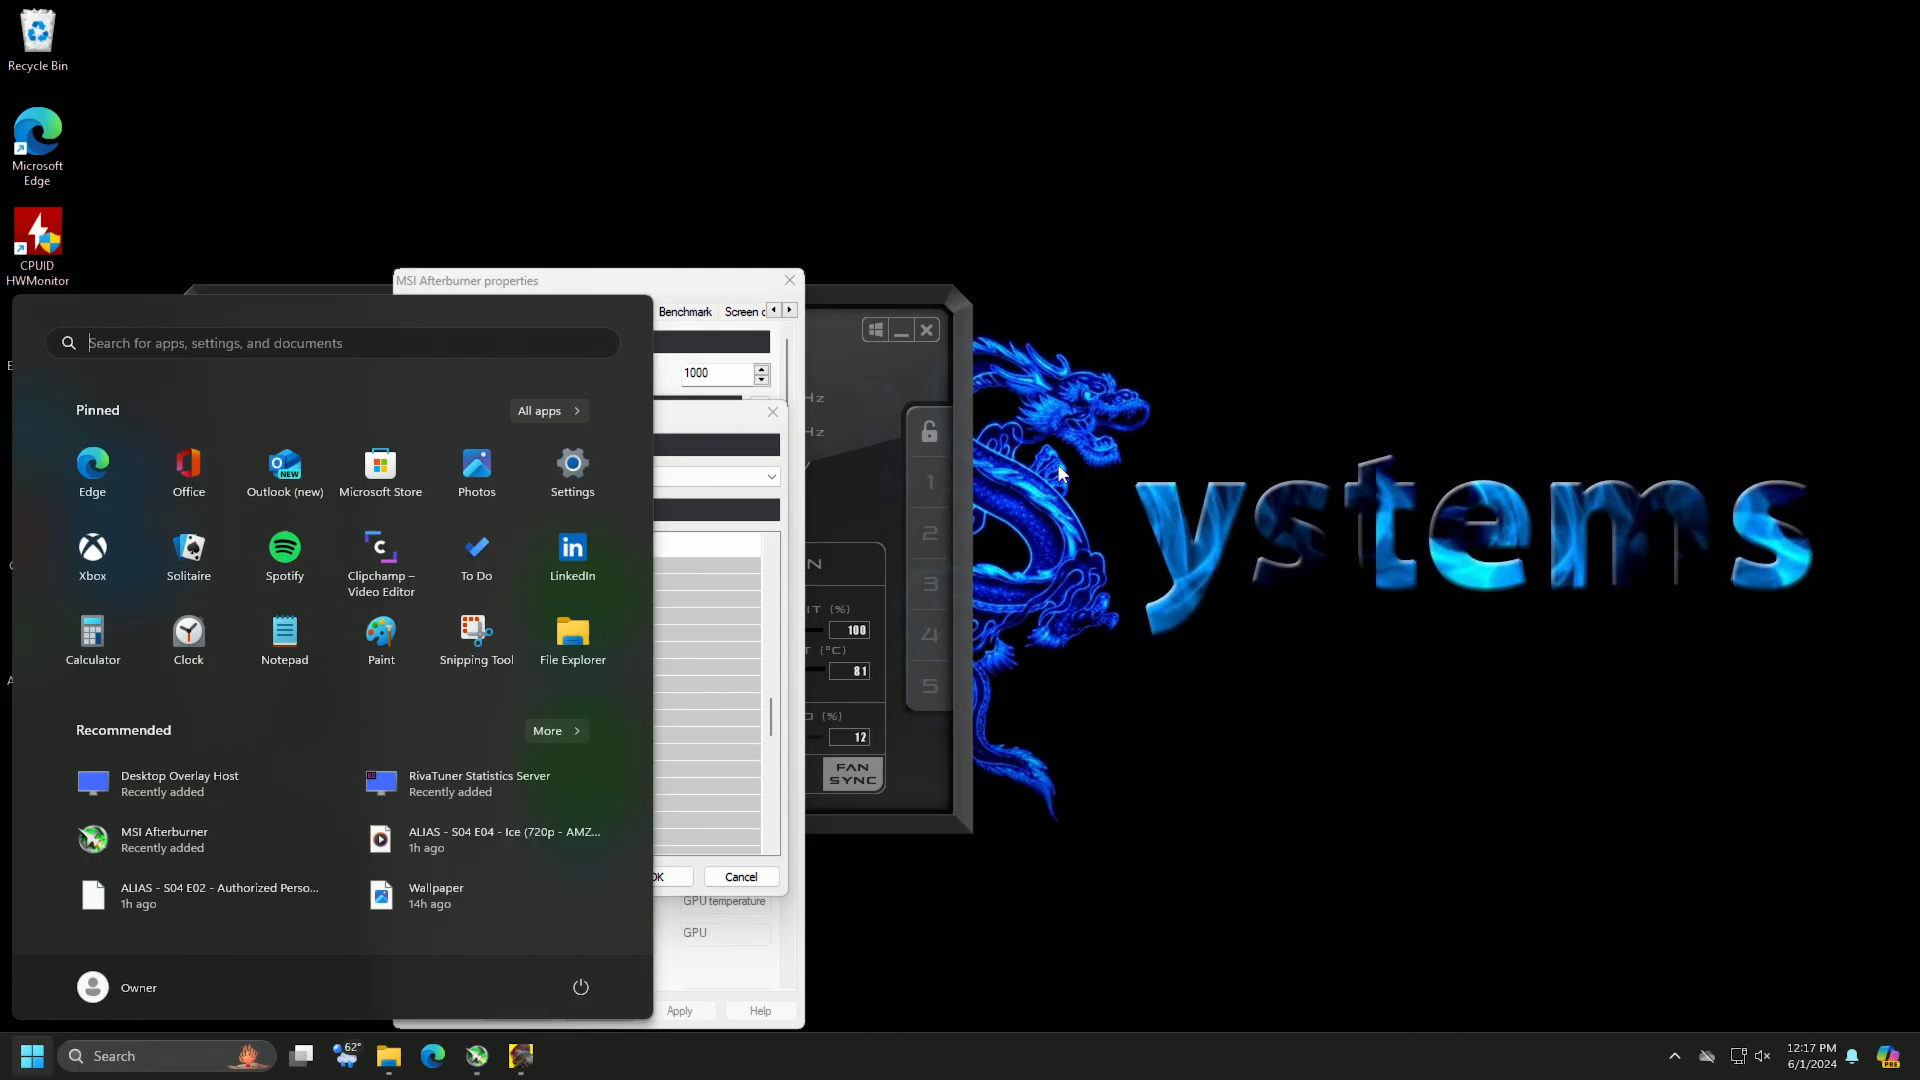 Recycle Bin
Microsoft
Edge
CPUID
HWMonitor
MSI Afterburner properties
Benchmark
Screen c
1000
Search for apps, settings, and documents
Pinned
All apps
Edge
Office
Outlook (new)
Microsoft Store
Photos
Settings
Xbox
Solitaire
Spotify
Clipchamp –
Video Editor
To Do
LinkedIn
Calculator
Clock
Notepad
Paint
Snipping Tool
File Explorer
Recommended
More
Desktop Overlay Host
Recently added
RivaTuner Statistics Server
Recently added
MSI Afterburner
Recently added
ALIAS - S04 E04 - Ice (720p - AMZ...
1h ago
ALIAS - S04 E02 - Authorized Perso...
1h ago
Wallpaper
14h ago
Owner
OK
Cancel
GPU temperature
GPU
Apply
Help
Hz
Hz
V
N
IT (%)
100
T (°C)
81
D (%)
12
FAN
SYNC
1
2
3
4
5
ystems
Search
62°
12:17 PM
6/1/2024
PRE